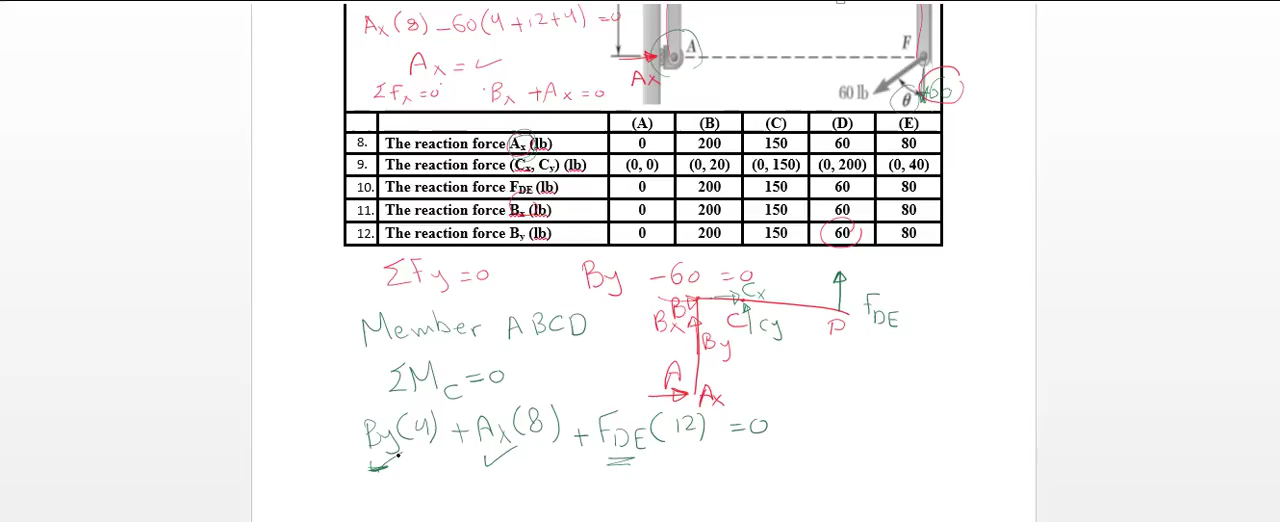 Ax(8) -60(4+12+4) =0
Ax =
ΣFx=0 Bx +Ax =0
A
Ax
F
60 lb
θ
60
(A) (B) (C) (D) (E)
8. The reaction force Ax (lb) 0 200 150 60 80
9. The reaction force (Cx, Cy) (lb) (0, 0) (0, 20) (0, 150) (0, 200) (0, 40)
10. The reaction force FDE (lb) 0 200 150 60 80
11. The reaction force Bx (lb) 0 200 150 60 80
12. The reaction force By (lb) 0 200 150 60 80
ΣFy=0 By -60 =0
Member ABCD
B Cx
Bx C Cy D FDE
By
A
Ax
ΣMC=0
By(4) +Ax(8) +FDE(12) =0